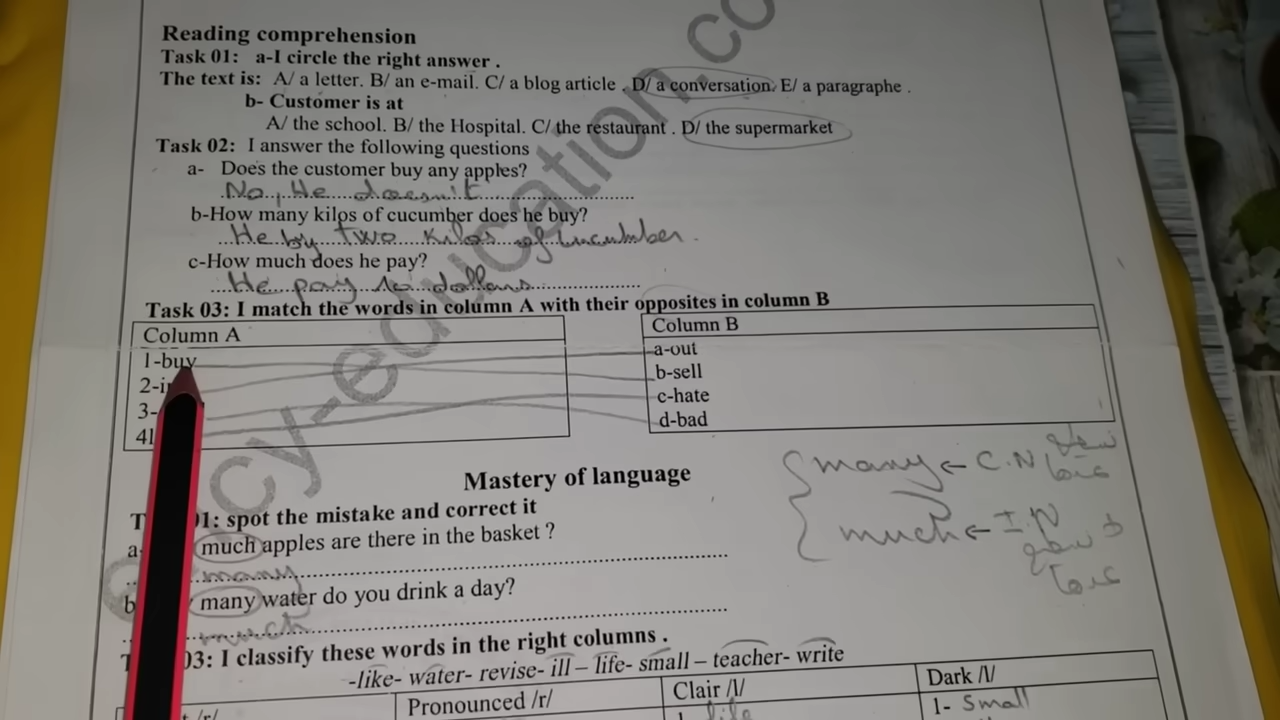 Reading comprehension
Task 01: a-I circle the right answer .
The text is: A/ a letter. B/ an e-mail. C/ a blog article . D/ a conversation. E/ a paragraphe .
b- Customer is at
A/ the school. B/ the Hospital. C/ the restaurant . D/ the supermarket
Task 02: I answer the following questions
a- Does the customer buy any apples?
No, He doesn't
b-How many kilos of cucumber does he buy?
He by two kilos of cucumber.
c-How much does he pay?
He pay 10 dollars
Task 03: I match the words in column A with their opposites in column B
Column A Column B
1-buy a-out
2- b-sell
3- c-hate
4 d-bad
Mastery of language
many ← C.N
01: spot the mistake and correct it
much ← I.N
a- much apples are there in the basket ?
many
b many water do you drink a day?
much
03: I classify these words in the right columns .
-like- water- revise- ill – life- small – teacher- write
/r/ Pronounced /r/ Clair /l/ Dark /l/
1- life 1- Small